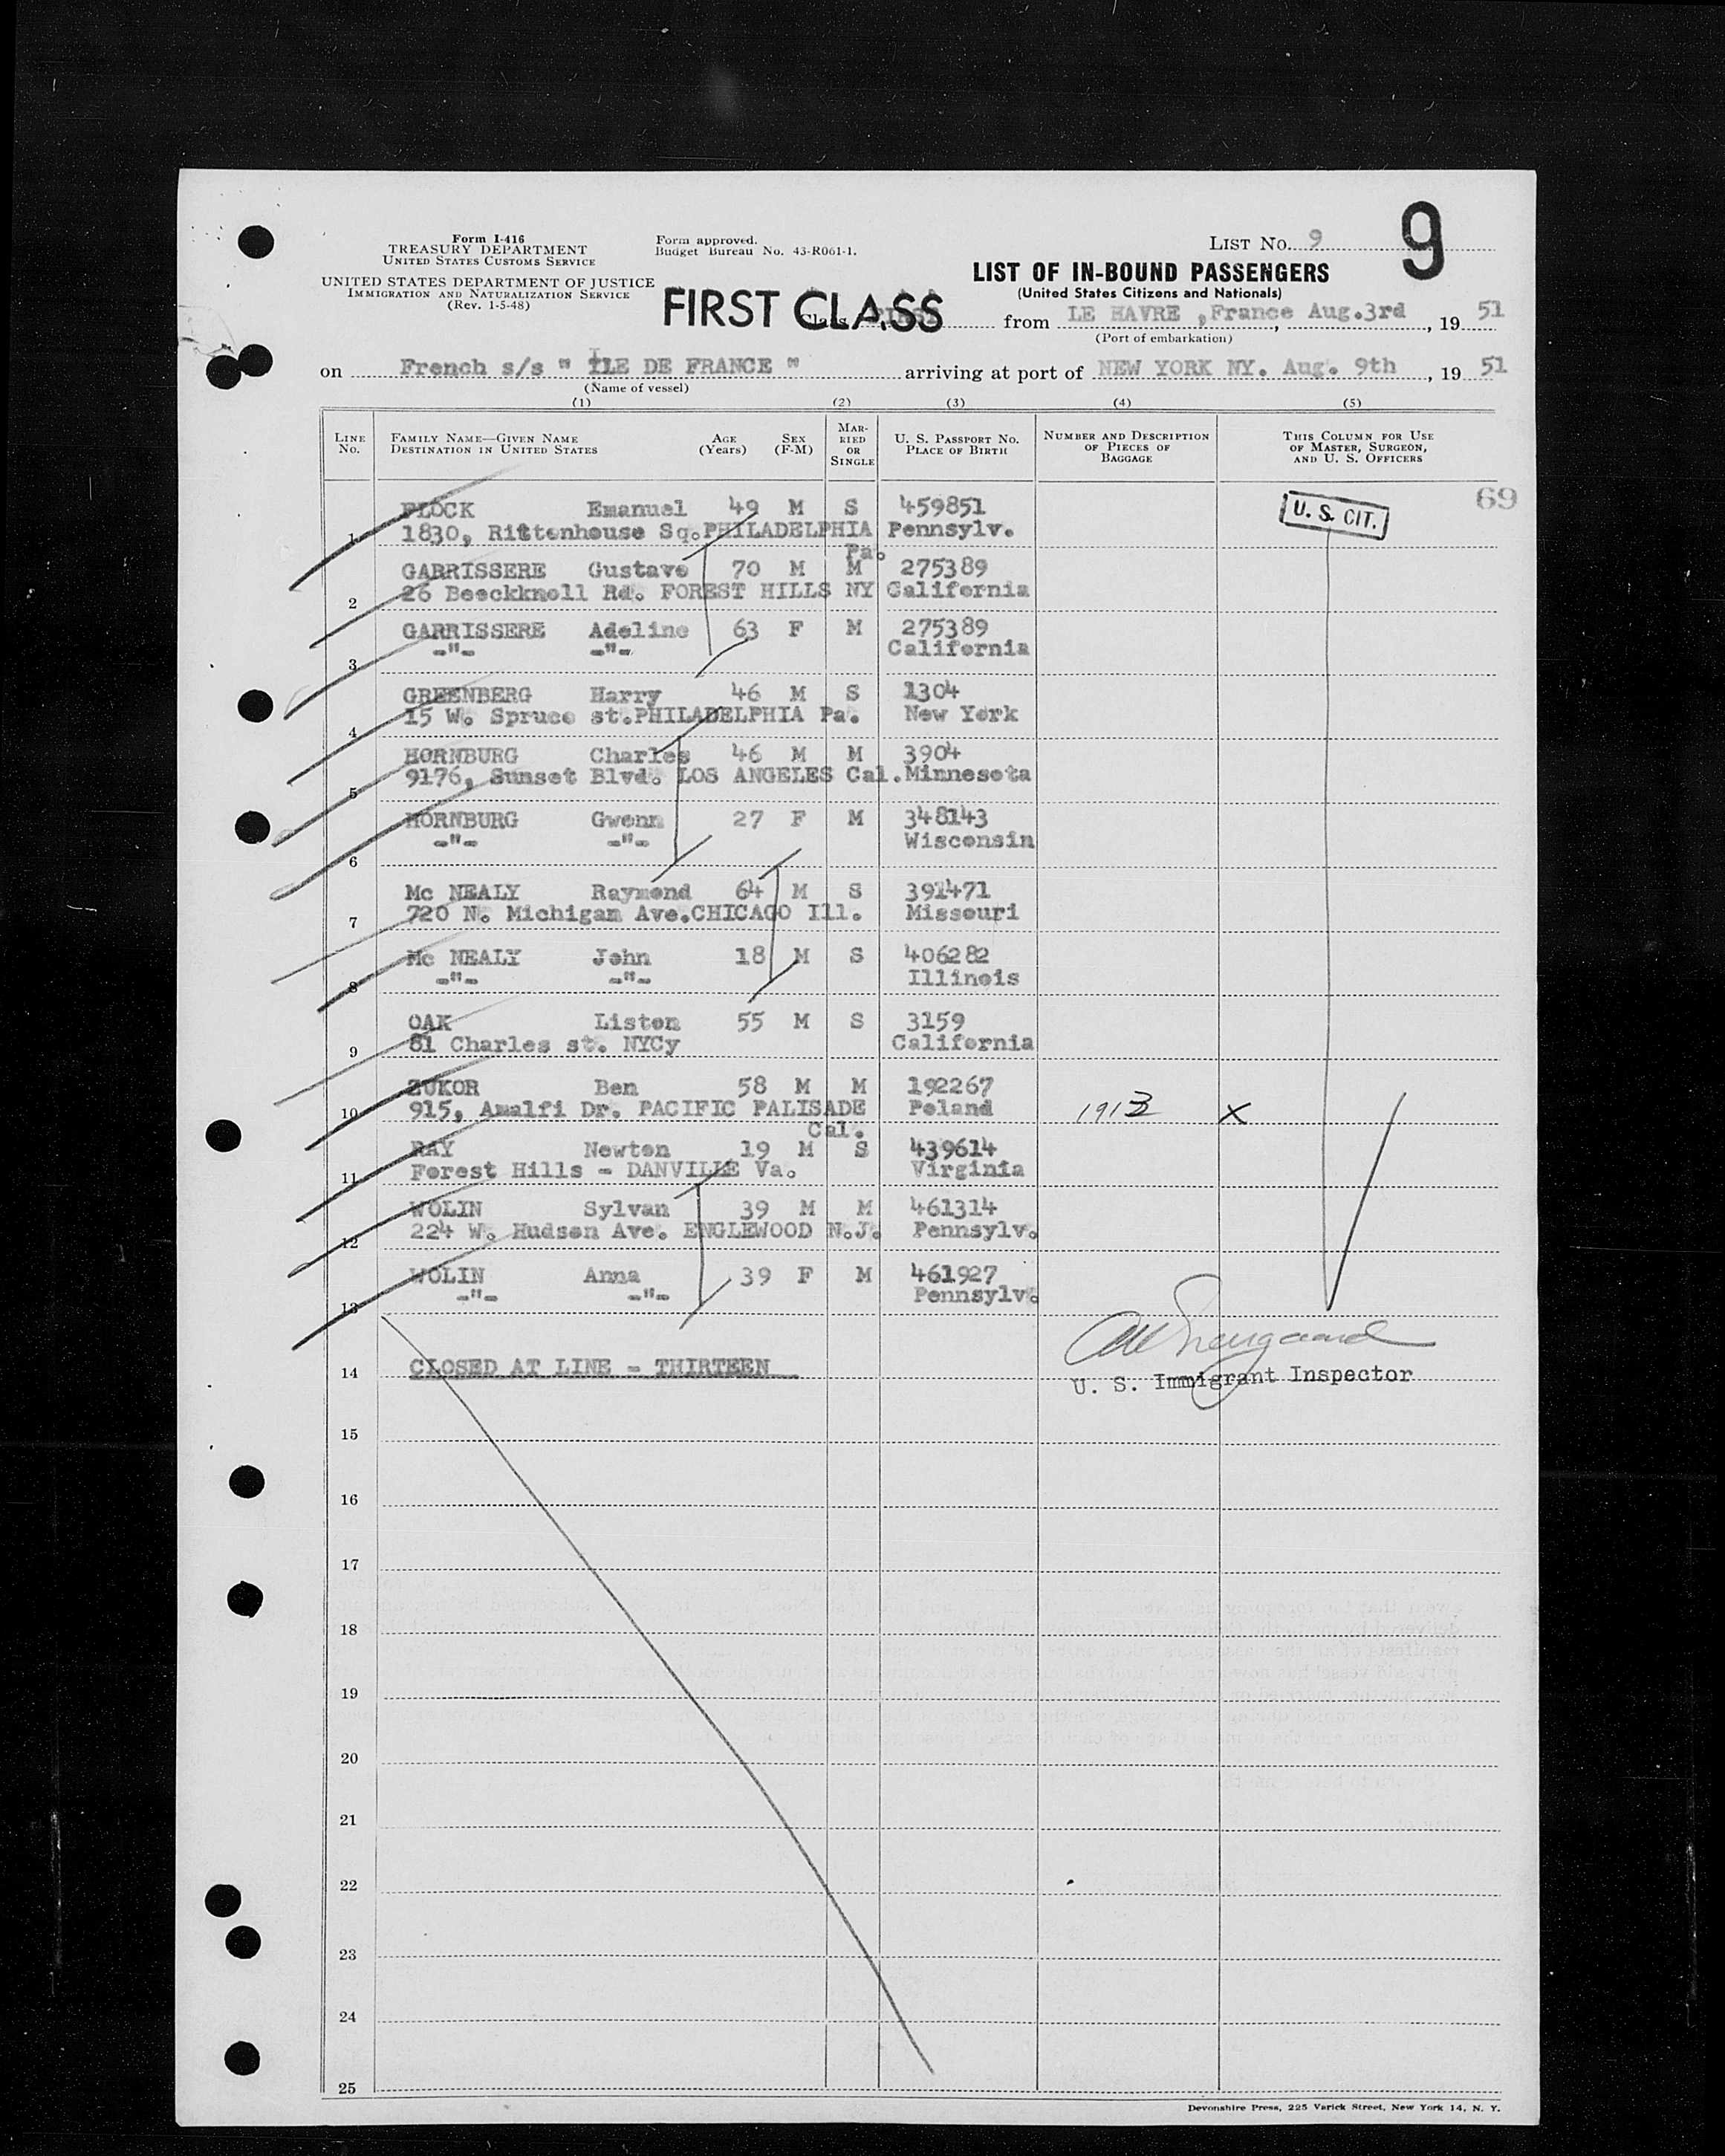 Form I-416
TREASURY DEPARTMENT
UNITED STATES CUSTOMS SERVICE
UNITED STATES DEPARTMENT OF JUSTICE
IMMIGRATION AND NATURALIZATION SERVICE
(Rev. 1-5-48)
Form approved.
Budget Bureau No. 43-R061-1.
LIST No. 9
9
LIST OF IN-BOUND PASSENGERS
(United States Citizens and Nationals)
FIRST CLASS
Class from LE HAVRE ,France Aug.3rd , 19 51
(Port of embarkation)
on French s/s " ILE DE FRANCE " arriving at port of NEW YORK NY. Aug. 9th , 19 51
(Name of vessel)
(1) (2) (3) (4) (5)
LINE No. FAMILY NAME—GIVEN NAME DESTINATION IN UNITED STATES AGE (Years) SEX (F-M) MARRIED OR SINGLE U. S. PASSPORT No. PLACE OF BIRTH NUMBER AND DESCRIPTION OF PIECES OF BAGGAGE THIS COLUMN FOR USE OF MASTER, SURGEON, AND U. S. OFFICERS
69
FLOCK Emanuel 49 M S 459851 U. S. CIT.
1 1830, Rittenhouse Sq.PHILADELPHIA Pa. Pennsylv.
GARRISSERE Gustave 70 M M 275389
2 26 Beeckknoll Rd. FOREST HILLS NY California
GARRISSERE Adeline 63 F M 275389
3 -"- -"- California
GREENBERG Harry 46 M S 1304
4 15 W. Spruce st.PHILADELPHIA Pa. New York
HORNBURG Charles 46 M M 3904
5 9176, Sunset Blvd. LOS ANGELES Cal. Minnesota
HORNBURG Gwenn 27 F M 348143
6 -"- -"- Wisconsin
Mc NEALY Raymond 64 M S 391471
7 720 N. Michigan Ave.CHICAGO Ill. Missouri
Mc NEALY John 18 M S 406282
8 -"- -"- Illinois
OAK Liston 55 M S 3159
9 81 Charles st. NYCy California
ZUKOR Ben 58 M M 192267
10 915, Amalfi Dr. PACIFIC PALISADE Cal. Poland 1913 X
RAY Newton 19 M S 439614
11 Forest Hills - DANVILLE Va. Virginia
WOLIN Sylvan 39 M M 461314
12 224 W. Hudson Ave. ENGLEWOOD N.J. Pennsylv.
WOLIN Anna 39 F M 461927
13 -"- -"- Pennsylv.
14 CLOSED AT LINE - THIRTEEN
U. S. Immigrant Inspector
15
16
17
18
19
20
21
22
23
24
25
Devonshire Press, 225 Varick Street, New York 14, N. Y.